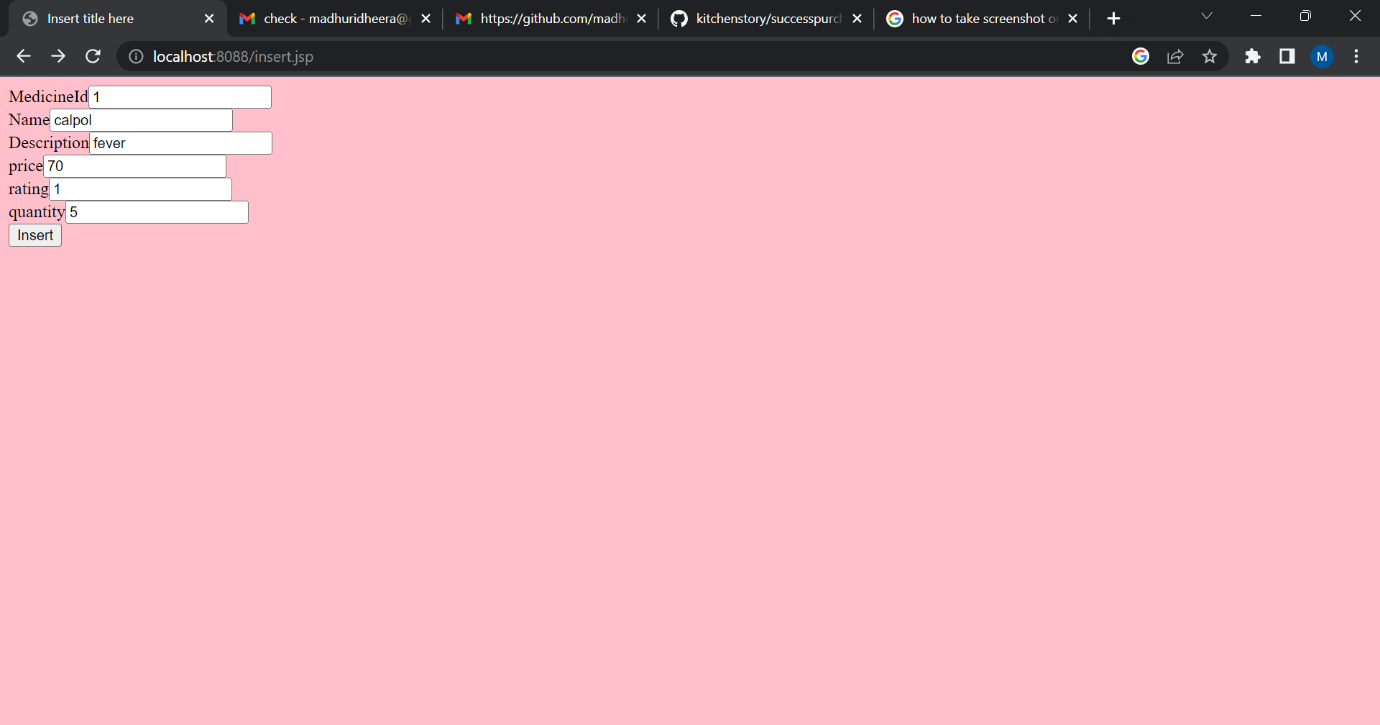 Insert title here
check - madhuridheera@g
https://github.com/madh
kitchenstory/successpurch
how to take screenshot o
localhost:8088/insert.jsp
M
MedicineId 1
Name calpol
Description fever
price 70
rating 1
quantity 5
Insert